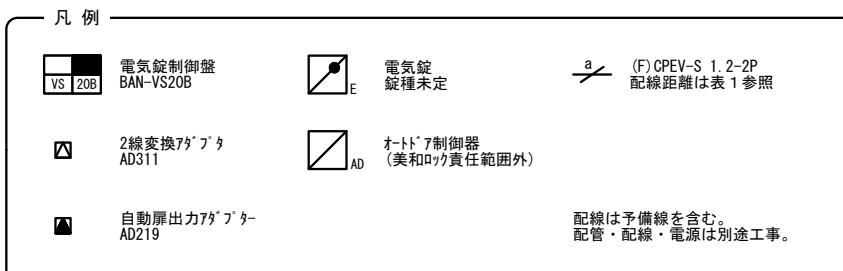 凡 例
VS 20B
電気錠制御盤
BAN-VS20B
E
電気錠
錠種未定
a
(F)CPEV-S 1.2-2P
配線距離は表1参照
2線変換ｱﾀﾞﾌﾟﾀ
AD311
AD
ｵｰﾄﾄﾞｱ制御器
(美和ﾛｯｸ責任範囲外)
自動扉出力ｱﾀﾞﾌﾟﾀｰ
AD219
配線は予備線を含む。
配管・配線・電源は別途工事。